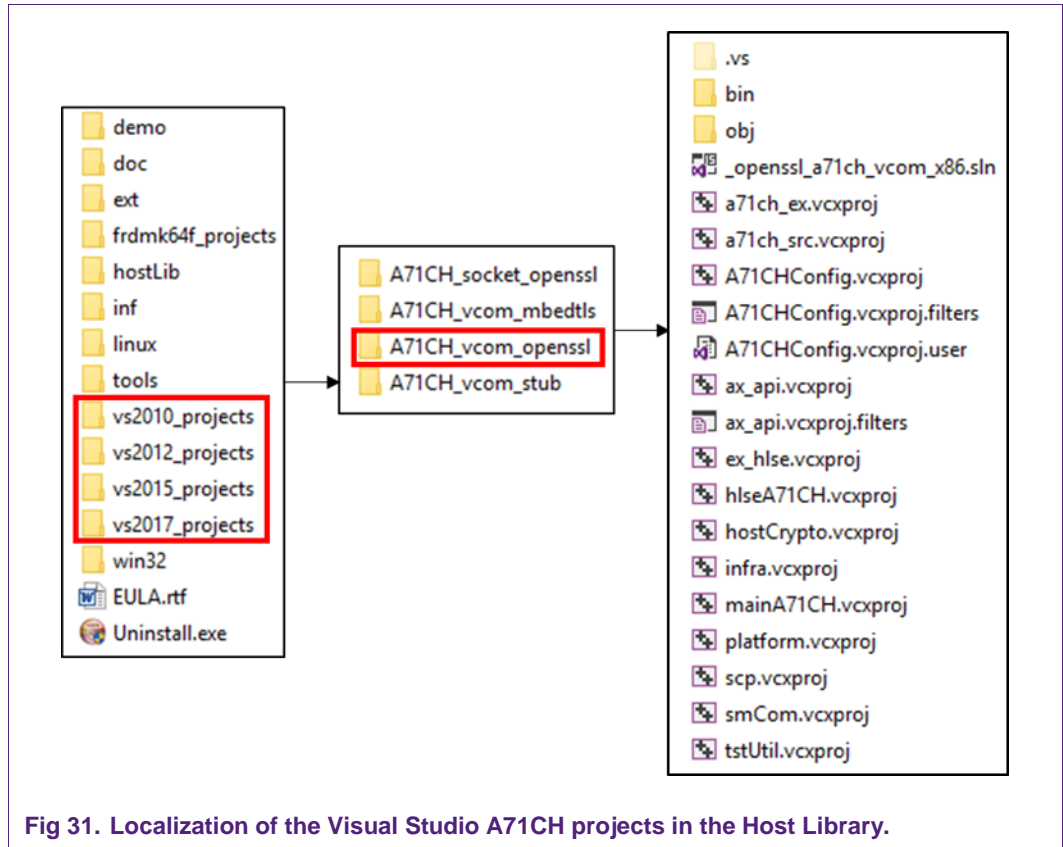 demo
doc
ext
frdmk64f_projects
hostLib
inf
linux
tools
vs2010_projects
vs2012_projects
vs2015_projects
vs2017_projects
win32
EULA.rtf
Uninstall.exe
A71CH_socket_openssl
A71CH_vcom_mbedtls
A71CH_vcom_openssl
A71CH_vcom_stub
.vs
bin
obj
_openssl_a71ch_vcom_x86.sln
a71ch_ex.vcxproj
a71ch_src.vcxproj
A71CHConfig.vcxproj
A71CHConfig.vcxproj.filters
A71CHConfig.vcxproj.user
ax_api.vcxproj
ax_api.vcxproj.filters
ex_hlse.vcxproj
hlseA71CH.vcxproj
hostCrypto.vcxproj
infra.vcxproj
mainA71CH.vcxproj
platform.vcxproj
scp.vcxproj
smCom.vcxproj
tstUtil.vcxproj
Fig 31. Localization of the Visual Studio A71CH projects in the Host Library.